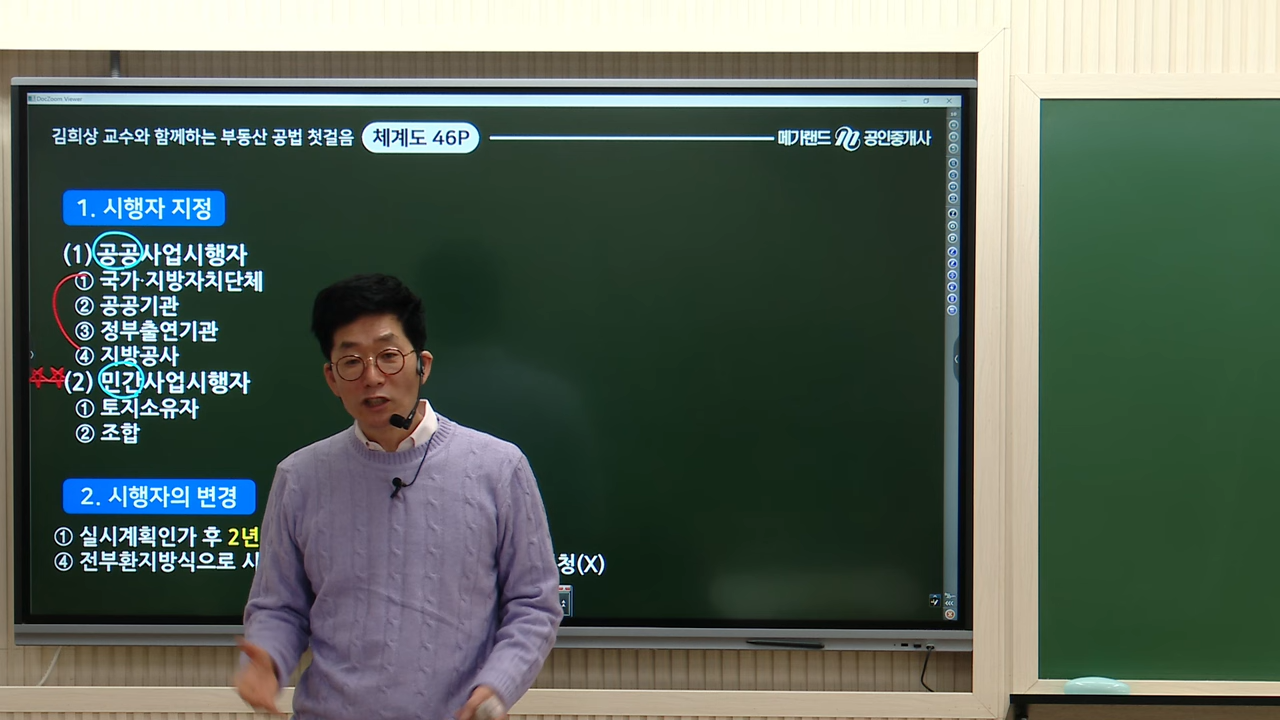 DocZoom Viewer
김희상 교수와 함께하는 부동산 공법 첫걸음 체계도 46P 메가랜드 공인중개사
1. 시행자 지정
(1) 공공사업시행자
① 국가·지방자치단체
② 공공기관
③ 정부출연기관
④ 지방공사
(2) 민간사업시행자
① 토지소유자
② 조합
2. 시행자의 변경
① 실시계획인가 후 2년
④ 전부환지방식으로 시 청(X)